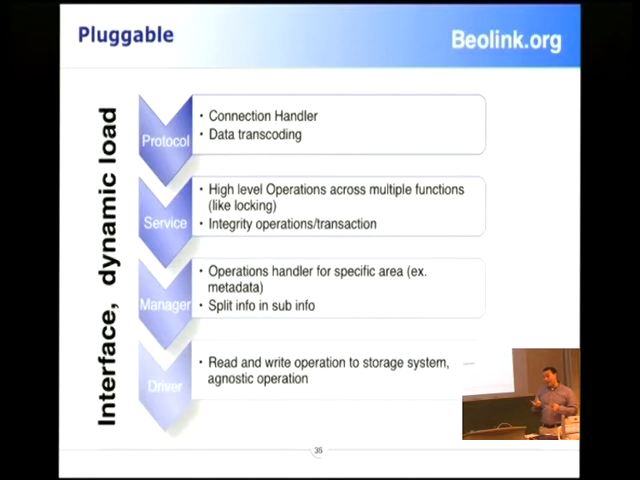 Pluggable
Beolink.org
Interface, dynamic load
Protocol
• Connection Handler
• Data transcoding
Service
• High level Operations across multiple functions
(like locking)
• Integrity operations/transaction
Manager
• Operations handler for specific area (ex.
metadata)
• Split info in sub info
Driver
• Read and write operation to storage system,
agnostic operation
35